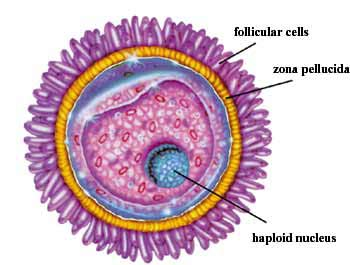 follicular cells
zona pellucida
haploid nucleus